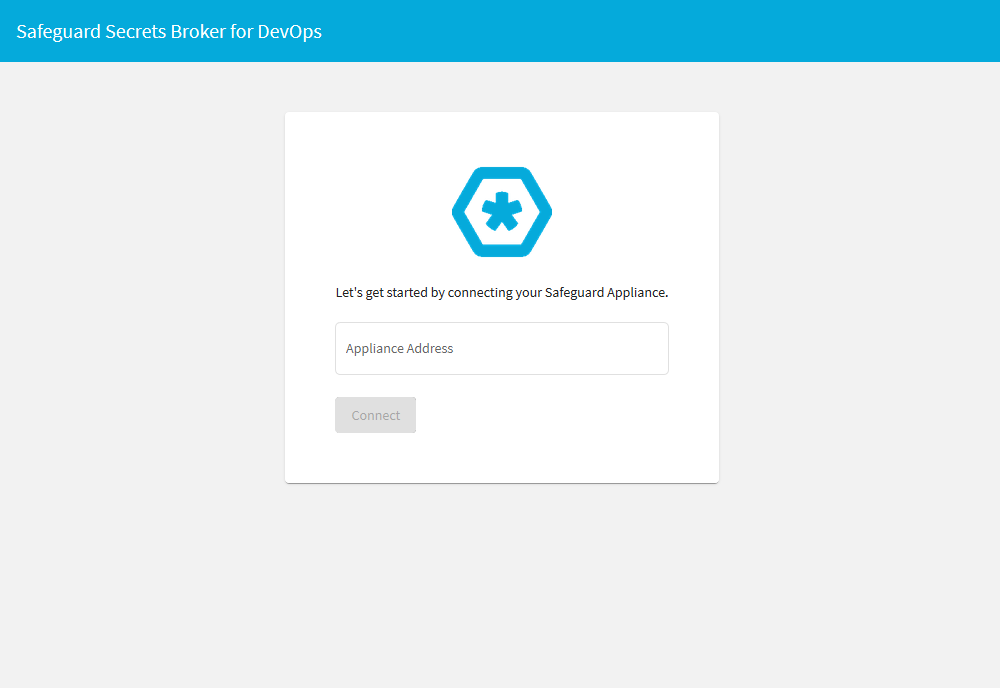 Safeguard Secrets Broker for DevOps
Let's get started by connecting your Safeguard Appliance.
Appliance Address
Connect